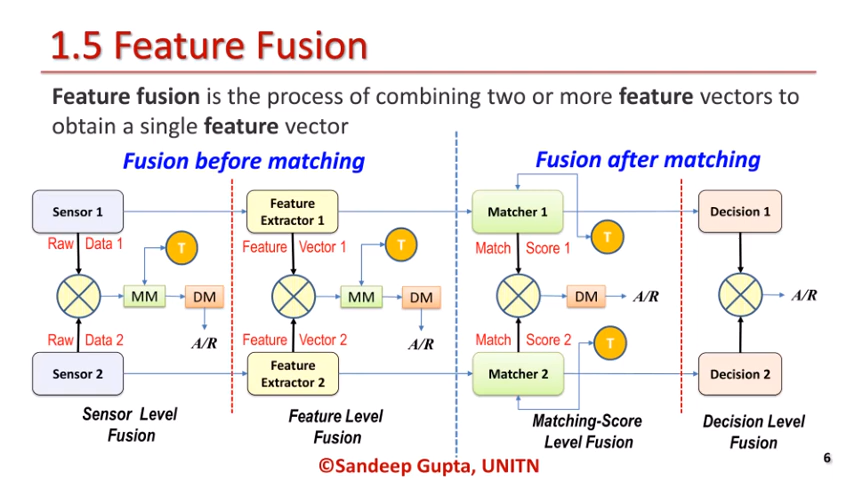 1.5 Feature Fusion
Feature fusion is the process of combining two or more feature vectors to
obtain a single feature vector
Fusion before matching
Fusion after matching
Sensor 1
Feature
Extractor 1
Matcher 1
Decision 1
Raw Data 1
T
Feature Vector 1
T
Match Score 1
T
MM
DM
MM
DM
DM
A/R
A/R
Raw Data 2
A/R
Feature Vector 2
A/R
Match Score 2
T
Sensor 2
Feature
Extractor 2
Matcher 2
Decision 2
Sensor Level
Fusion
Feature Level
Fusion
Matching-Score
Level Fusion
Decision Level
Fusion
©Sandeep Gupta, UNITN
6